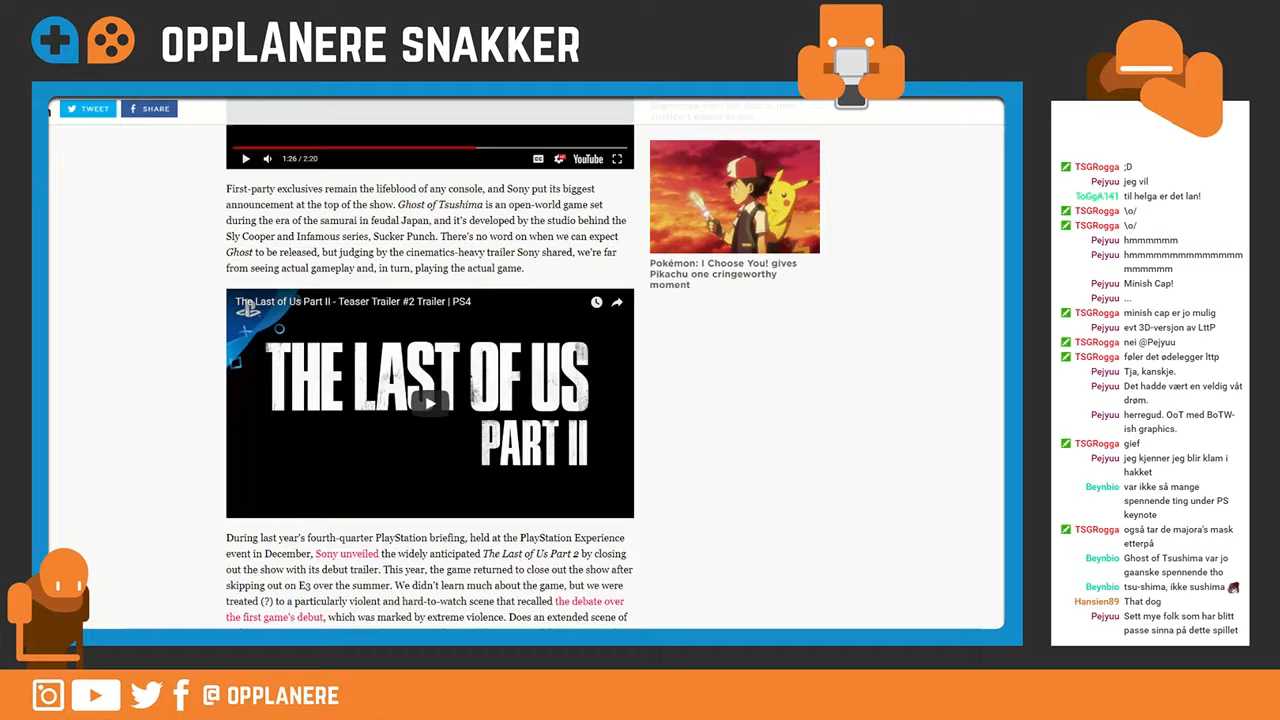 OPPLANERE SNAKKER
TWEET
SHARE
1:26 / 2:20
CC
HD
YouTube
First-party exclusives remain the lifeblood of any console, and Sony put its biggest
announcement at the top of the show. Ghost of Tsushima is an open-world game set
during the era of the samurai in feudal Japan, and it's developed by the studio behind the
Sly Cooper and Infamous series, Sucker Punch. There's no word on when we can expect
Ghost to be released, but judging by the cinematics-heavy trailer Sony shared, we're far
from seeing actual gameplay and, in turn, playing the actual game.
The Last of Us Part II - Teaser Trailer #2 Trailer | PS4
THE LAST OF US
PART II
During last year's fourth-quarter PlayStation briefing, held at the PlayStation Experience
event in December, Sony unveiled the widely anticipated The Last of Us Part 2 by closing
out the show with its debut trailer. This year, the game returned to close out the show after
skipping out on E3 over the summer. We didn't learn much about the game, but we were
treated (?) to a particularly violent and hard-to-watch scene that recalled the debate over
the first game's debut, which was marked by extreme violence. Does an extended scene of
Pokémon: I Choose You! gives
Pikachu one cringeworthy
moment
TSGRogga ;D
Pejyuu jeg vil
ToGgA141 til helga er det lan!
TSGRogga \o/
TSGRogga \o/
Pejyuu hmmmmmm
Pejyuu hmmmmmmmmmmmmmm
mmmmmm
Pejyuu Minish Cap!
Pejyuu ...
TSGRogga minish cap er jo mulig
Pejyuu evt 3D-versjon av LttP
TSGRogga nei @Pejyuu
TSGRogga føler det ødelegger lttp
Pejyuu Tja, kanskje.
Pejyuu Det hadde vært en veldig våt
drøm.
Pejyuu herregud. OoT med BoTW-
ish graphics.
TSGRogga gief
Pejyuu jeg kjenner jeg blir klam i
hakket
Beynbio var ikke så mange
spennende ting under PS
keynote
TSGRogga også tar de majora's mask
etterpå
Beynbio Ghost of Tsushima var jo
gaanske spennende tho
Beynbio tsu-shima, ikke sushima
Hansien89 That dog
Pejyuu Sett mye folk som har blitt
passe sinna på dette spillet
@ OPPLANERE